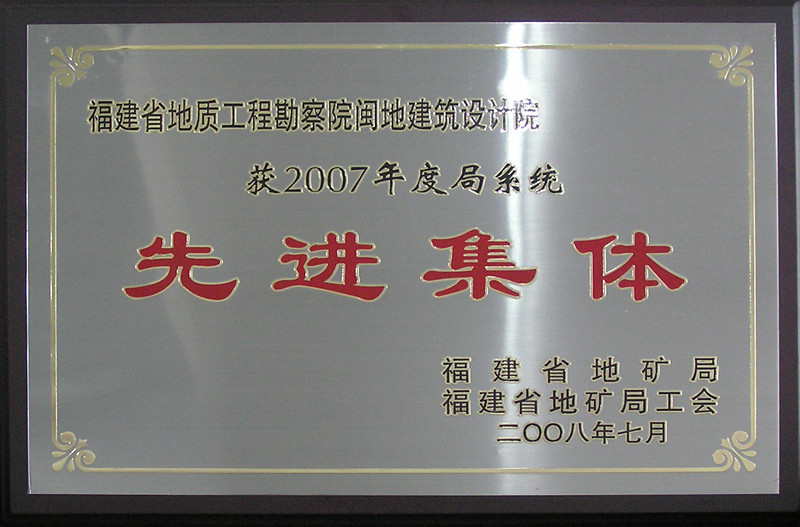 福建省地质工程勘察院闽地建筑设计院
获2007年度局系统
先进集体
福建省地矿局
福建省地矿局工会
二OO八年七月